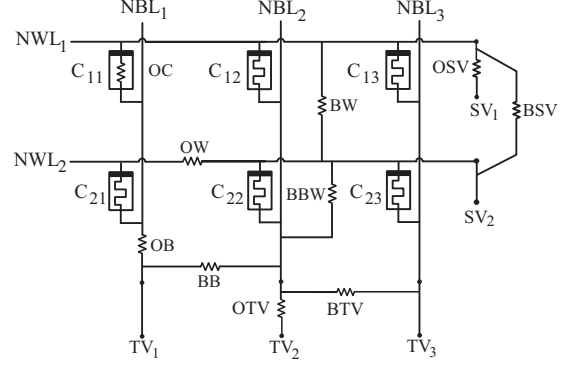 NBL1 NBL2 NBL3
NWL1
C11 OC C12 C13 OSV
BW SV1 BSV
NWL2 OW
C21 C22 BBW C23
SV2
OB
BB
OTV BTV
TV1 TV2 TV3